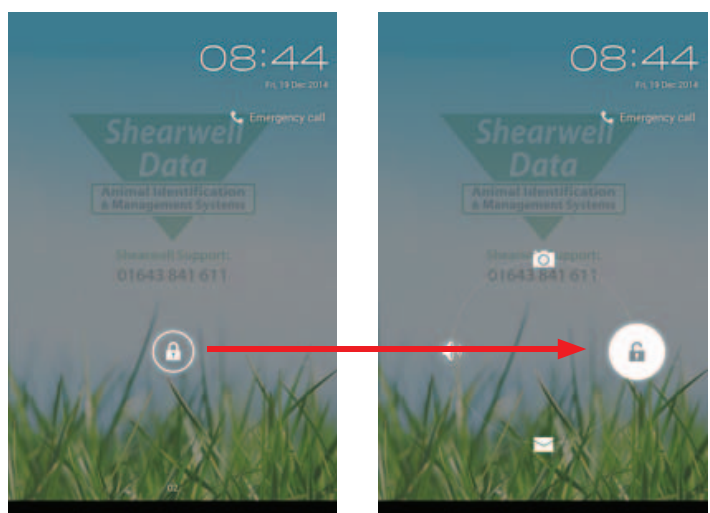 08:44
Fri, 19 Dec 2014
Emergency call
Shearwell
Data
Animal Identification
& Management Systems
Shearwell Support:
01643 841 611
02
08:44
Fri, 19 Dec 2014
Emergency call
Shearwell
Data
Animal Identification
& Management Systems
Shearwell Support:
01643 841 611